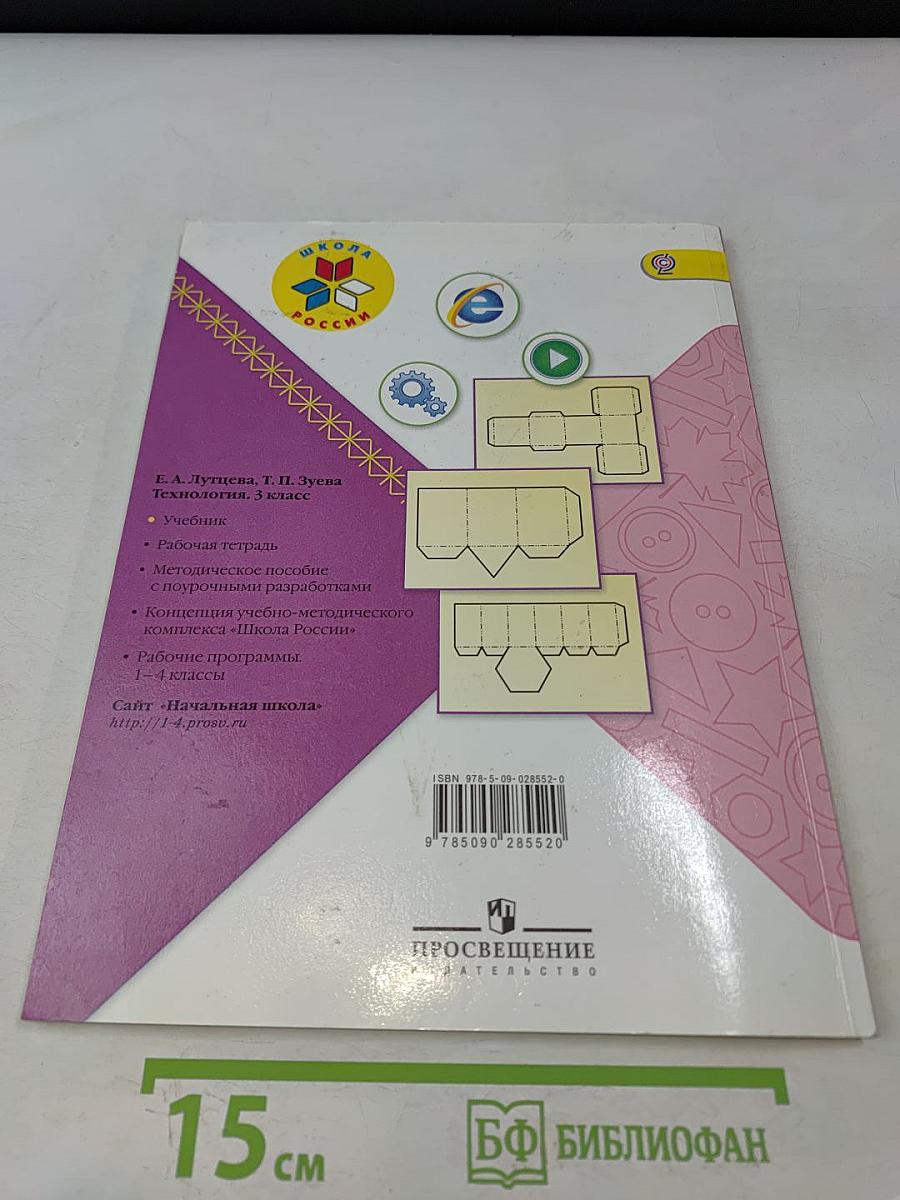 ШКОЛА
РОССИИ
Е. А. Лутцева, Т. П. Зуева
Технология. 3 класс
• Учебник
• Рабочая тетрадь
• Методическое пособие
с поурочными разработками
• Концепция учебно-методического
комплекса «Школа России»
• Рабочие программы.
1—4 классы
Сайт «Начальная школа»
http://1-4.prosv.ru
ISBN 978-5-09-028552-0
9 785090 285520
ИП
ПРОСВЕЩЕНИЕ
ИЗДАТЕЛЬСТВО
15 см
БФ БИБЛИОФАН